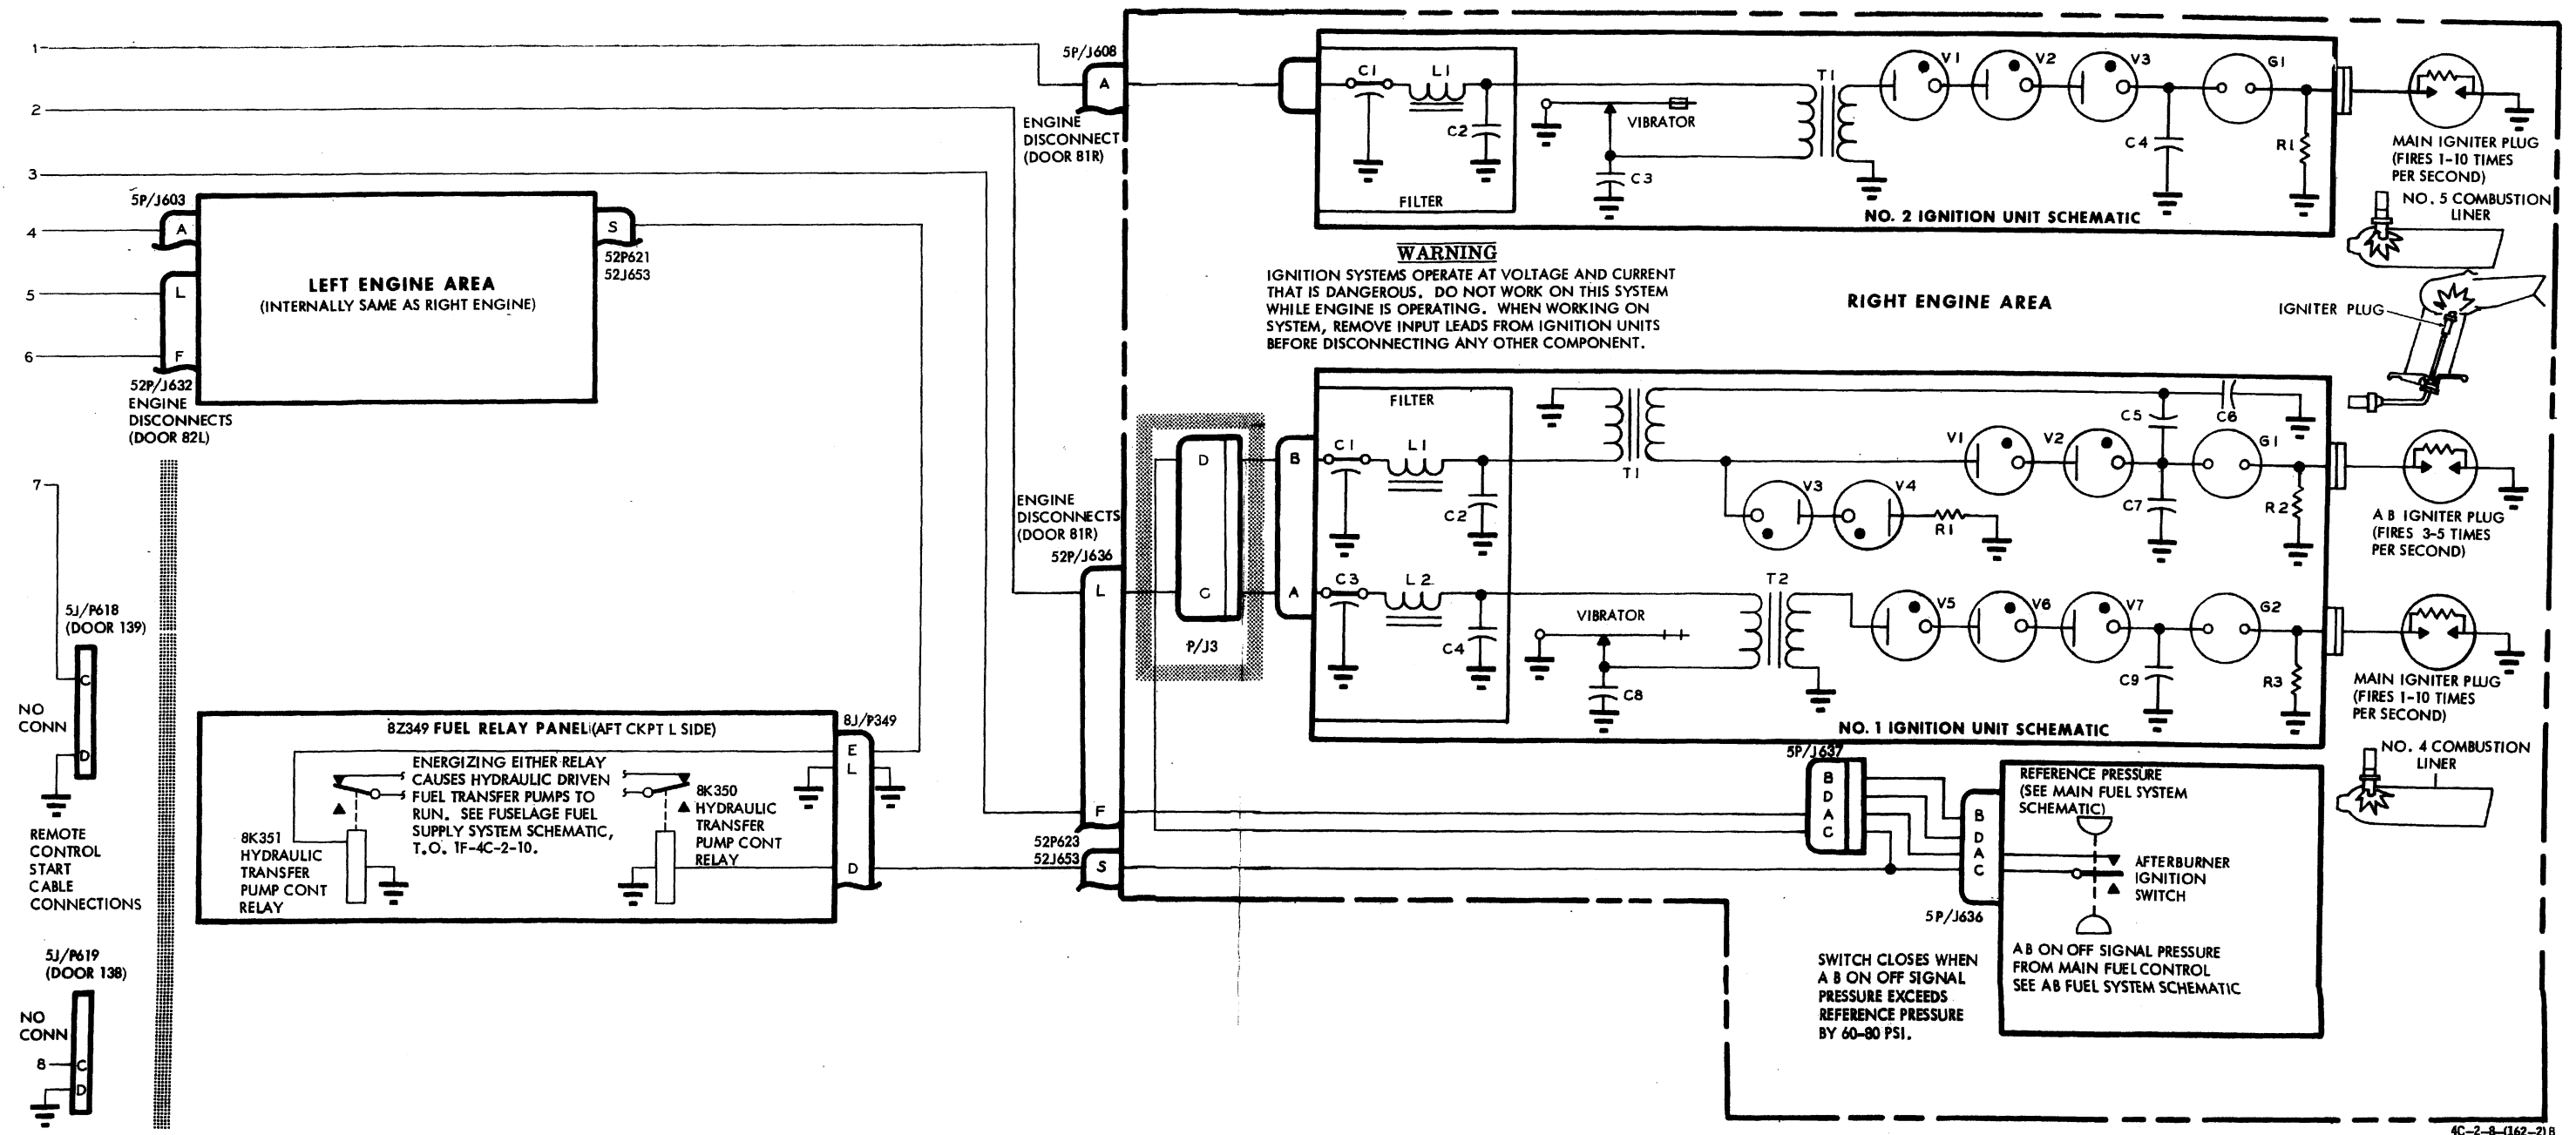 1
2
3
4
5
6
7
8
5P/J608
A
ENGINE
DISCONNECT
(DOOR 81R)
C1
L1
C2
FILTER
VIBRATOR
C3
T1
V1
V2
V3
C4
G1
R1
NO. 2 IGNITION UNIT SCHEMATIC
MAIN IGNITER PLUG
(FIRES 1-10 TIMES
PER SECOND)
NO. 5 COMBUSTION
LINER
5P/J603
A
L
F
52P/J632
ENGINE
DISCONNECTS
(DOOR 82L)
LEFT ENGINE AREA
(INTERNALLY SAME AS RIGHT ENGINE)
S
52P621
52J653
WARNING
IGNITION SYSTEMS OPERATE AT VOLTAGE AND CURRENT
THAT IS DANGEROUS. DO NOT WORK ON THIS SYSTEM
WHILE ENGINE IS OPERATING. WHEN WORKING ON
SYSTEM, REMOVE INPUT LEADS FROM IGNITION UNITS
BEFORE DISCONNECTING ANY OTHER COMPONENT.
RIGHT ENGINE AREA
IGNITER PLUG
ENGINE
DISCONNECTS
(DOOR 81R)
52P/J636
L
F
52P623
52J653
S
D
C
P/J3
B
A
FILTER
C1
L1
C2
C3
L2
C4
T1
V1
V2
V3
V4
R1
C5
C6
C7
G1
R2
A B IGNITER PLUG
(FIRES 3-5 TIMES
PER SECOND)
VIBRATOR
C8
T2
V5
V6
V7
C9
G2
R3
NO. 1 IGNITION UNIT SCHEMATIC
MAIN IGNITER PLUG
(FIRES 1-10 TIMES
PER SECOND)
NO. 4 COMBUSTION
LINER
5J/P618
(DOOR 139)
C
D
NO
CONN
REMOTE
CONTROL
START
CABLE
CONNECTIONS
5J/P619
(DOOR 138)
NO
CONN
C
D
8Z349 FUEL RELAY PANEL (AFT CKPT L SIDE)
8J/P349
E
L
D
ENERGIZING EITHER RELAY
CAUSES HYDRAULIC DRIVEN
FUEL TRANSFER PUMPS TO
RUN. SEE FUSELAGE FUEL
SUPPLY SYSTEM SCHEMATIC,
T.O. 1F-4C-2-10.
8K351
HYDRAULIC
TRANSFER
PUMP CONT
RELAY
8K350
HYDRAULIC
TRANSFER
PUMP CONT
RELAY
5P/J637
B
D
A
C
B
D
A
C
5P/J636
REFERENCE PRESSURE
(SEE MAIN FUEL SYSTEM
SCHEMATIC)
AFTERBURNER
IGNITION
SWITCH
A B ON OFF SIGNAL PRESSURE
FROM MAIN FUEL CONTROL
SEE AB FUEL SYSTEM SCHEMATIC
SWITCH CLOSES WHEN
A B ON OFF SIGNAL
PRESSURE EXCEEDS
REFERENCE PRESSURE
BY 60-80 PSI.
4C-2-8-(162-2)B